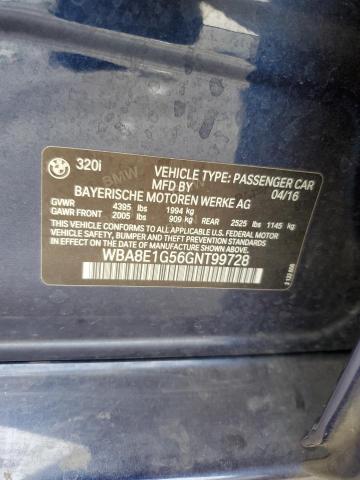 BMW 320i
VEHICLE TYPE: PASSENGER CAR
MFD BY 04/16
BAYERISCHE MOTOREN WERKE AG
GVWR 4395 lbs 1994 kg
GAWR FRONT 2005 lbs 909 kg REAR 2525 lbs 1145 kg
THIS VEHICLE CONFORMS TO ALL APPLICABLE U.S. FEDERAL MOTOR VEHICLE
SAFETY, BUMPER AND THEFT PREVENTION STANDARDS IN EFFECT ON THE
DATE OF MANUFACTURE SHOWN ABOVE.
WBA8E1G56GNT99728